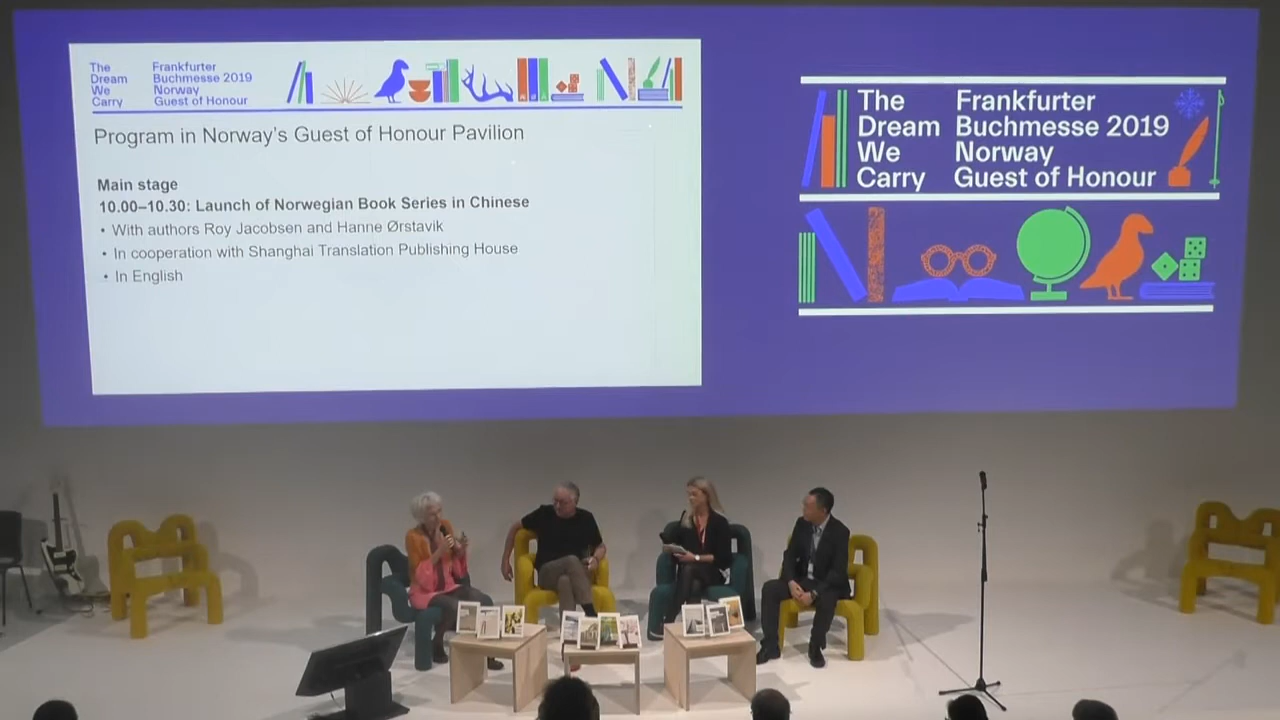 The
Dream
We
Carry
Frankfurter
Buchmesse 2019
Norway
Guest of Honour
Program in Norway's Guest of Honour Pavilion
Main stage
10.00–10.30: Launch of Norwegian Book Series in Chinese
• With authors Roy Jacobsen and Hanne Ørstavik
• In cooperation with Shanghai Translation Publishing House
• In English
The
Dream
We
Carry
Frankfurter
Buchmesse 2019
Norway
Guest of Honour